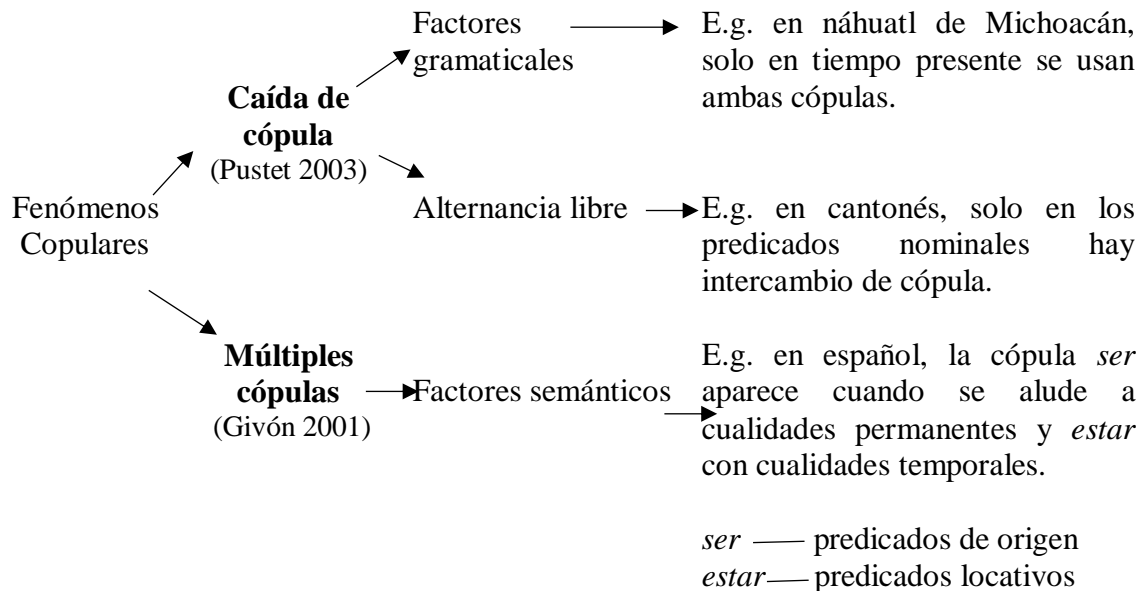 Factores
gramaticales
E.g. en náhuatl de Michoacán,
solo en tiempo presente se usan
ambas cópulas.
Caída de
cópula
(Pustet 2003)
Fenómenos
Copulares
Alternancia libre
E.g. en cantonés, solo en los
predicados nominales hay
intercambio de cópula.
Múltiples
cópulas
(Givón 2001)
Factores semánticos
E.g. en español, la cópula ser
aparece cuando se alude a
cualidades permanentes y estar
con cualidades temporales.
ser predicados de origen
estar predicados locativos